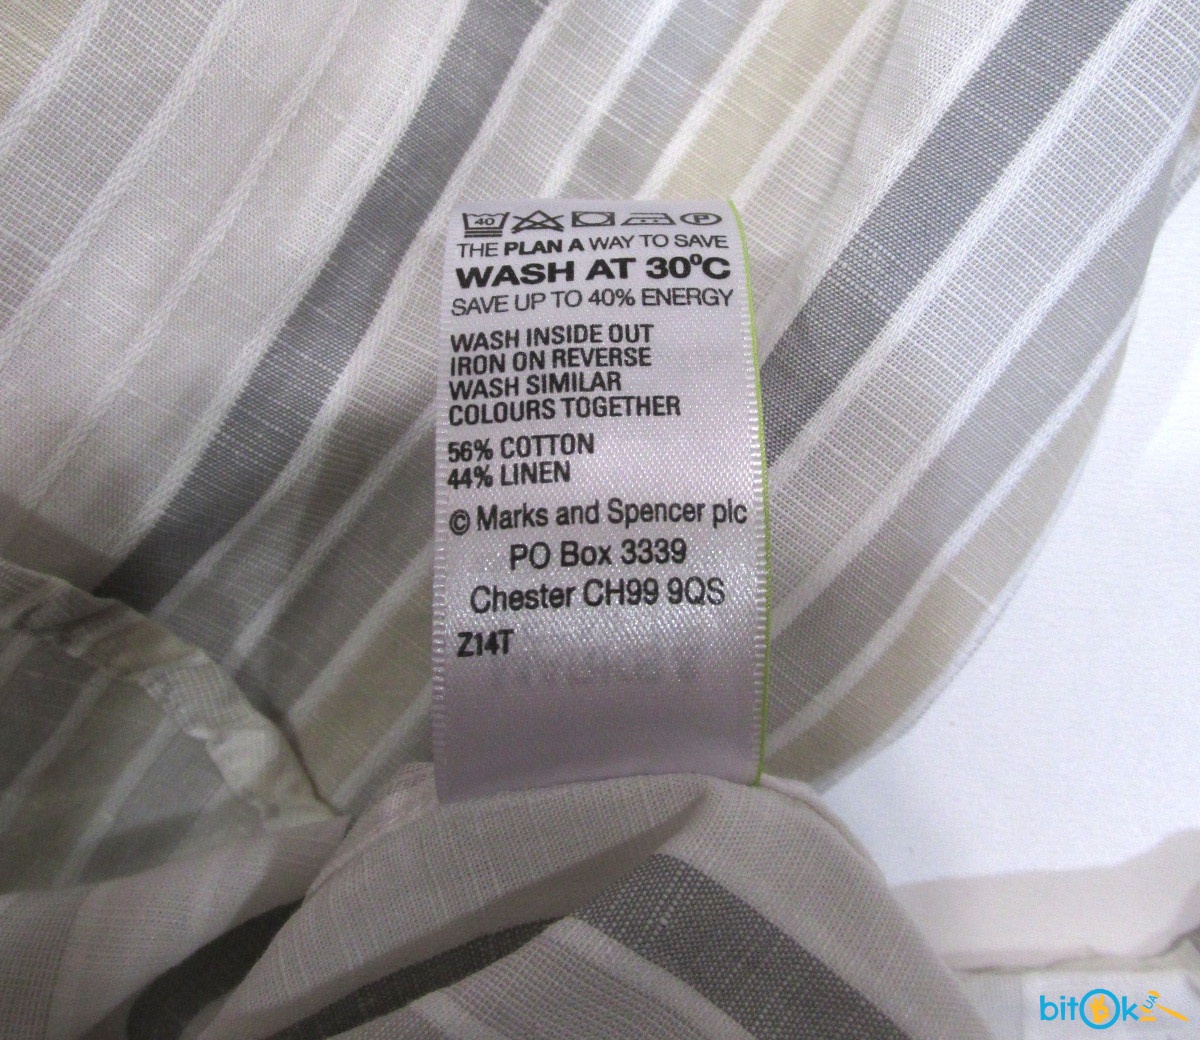 40 P
THE PLAN A WAY TO SAVE
WASH AT 30°C
SAVE UP TO 40% ENERGY
WASH INSIDE OUT
IRON ON REVERSE
WASH SIMILAR
COLOURS TOGETHER
56% COTTON
44% LINEN
© Marks and Spencer plc
PO Box 3339
Chester CH99 9QS
Z14T
bitOk UA